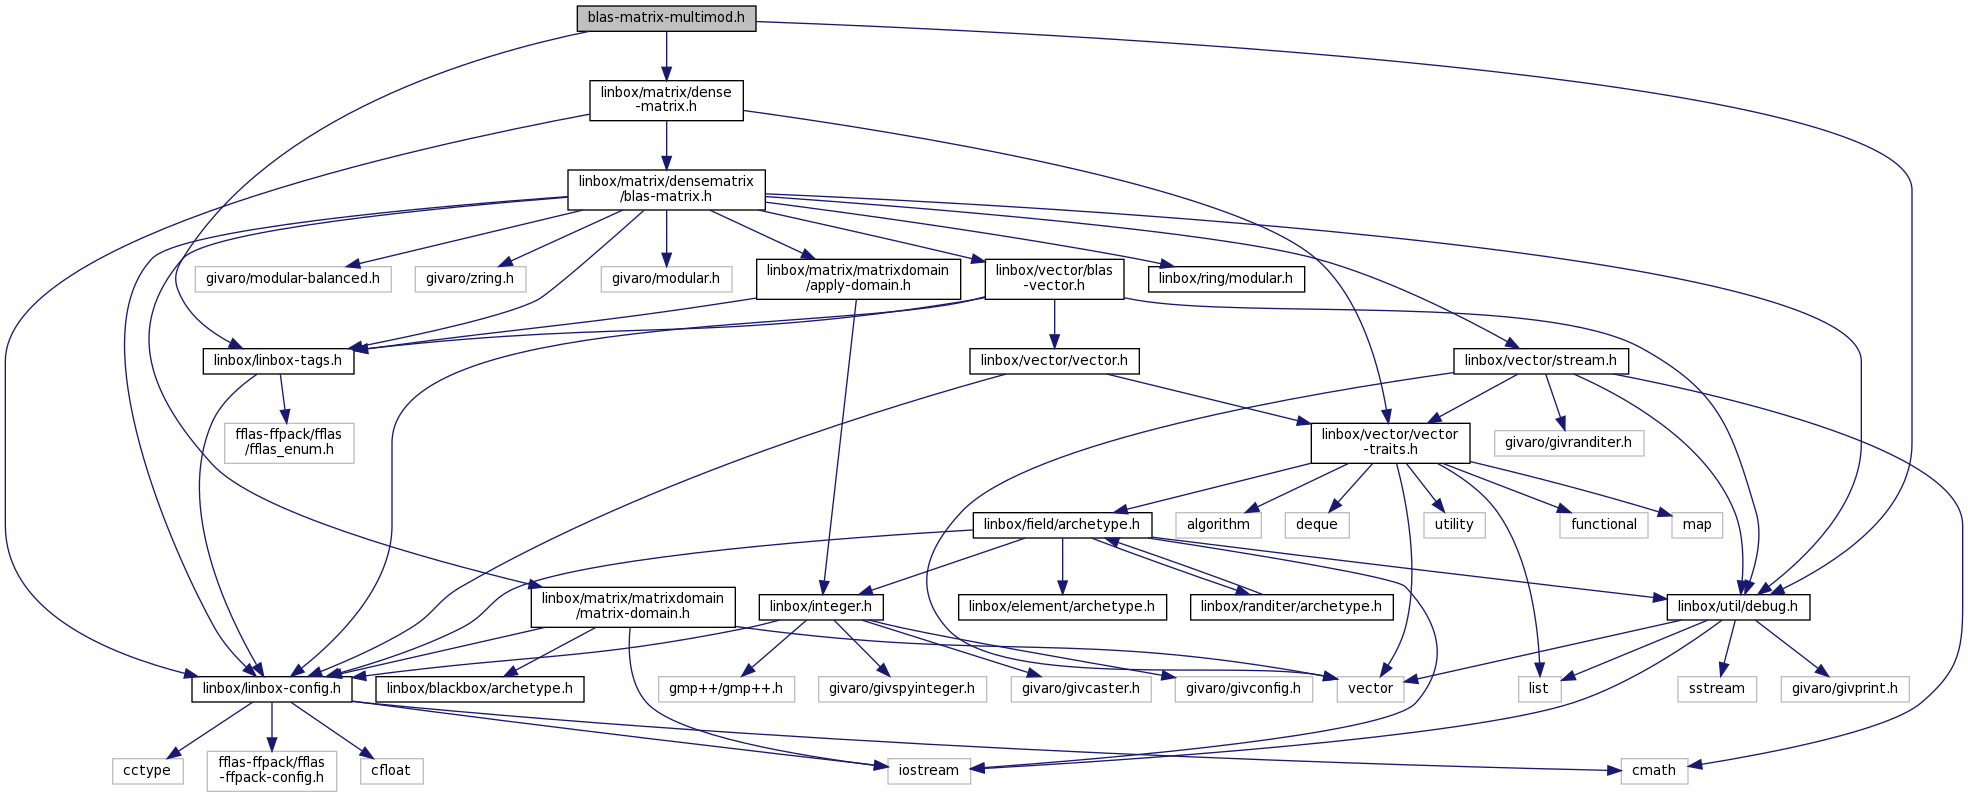 blas-matrix-multimod.h
linbox/matrix/dense
-matrix.h
linbox/matrix/densematrix
/blas-matrix.h
givaro/modular-balanced.h
givaro/zring.h
givaro/modular.h
linbox/matrix/matrixdomain
/apply-domain.h
linbox/vector/blas
-vector.h
linbox/ring/modular.h
linbox/linbox-tags.h
linbox/vector/vector.h
linbox/vector/stream.h
fflas-ffpack/fflas
/fflas_enum.h
linbox/vector/vector
-traits.h
givaro/givranditer.h
linbox/field/archetype.h
algorithm
deque
utility
functional
map
linbox/matrix/matrixdomain
/matrix-domain.h
linbox/integer.h
linbox/element/archetype.h
linbox/randiter/archetype.h
linbox/util/debug.h
linbox/linbox-config.h
linbox/blackbox/archetype.h
gmp++/gmp++.h
givaro/givspyinteger.h
givaro/givcaster.h
givaro/givconfig.h
vector
list
sstream
givaro/givprint.h
cctype
fflas-ffpack/fflas
-ffpack-config.h
cfloat
iostream
cmath